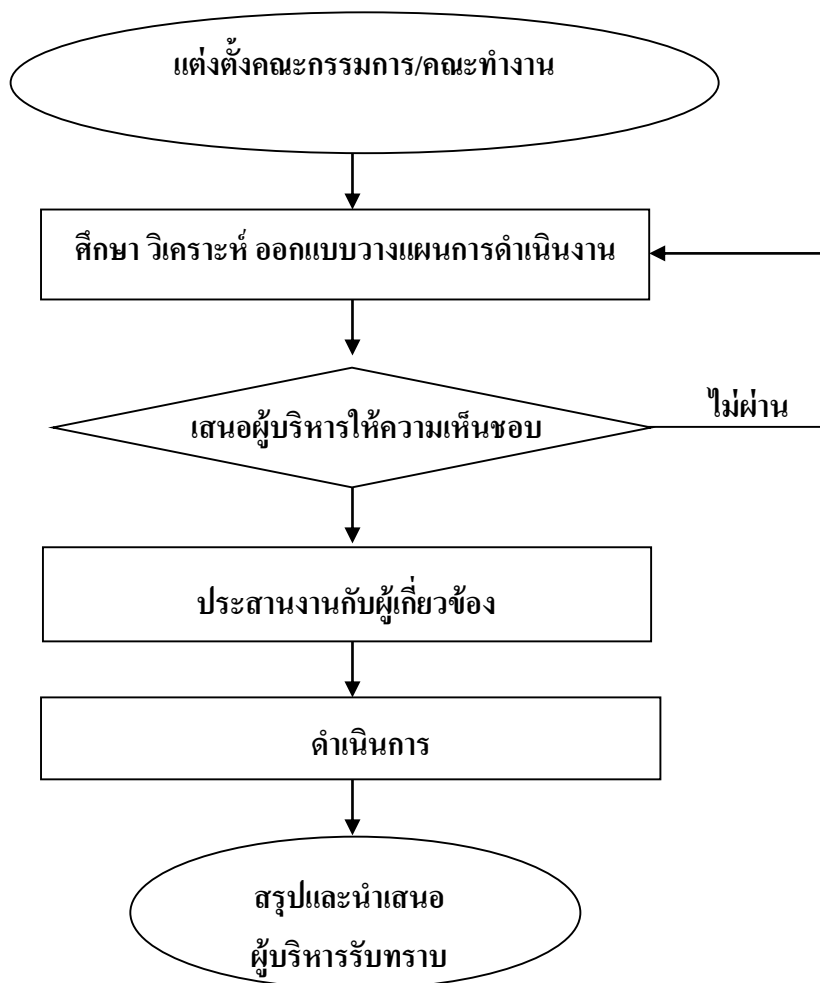 แต่งตั้งคณะกรรมการ/คณะทำงาน
ศึกษา วิเคราะห์ ออกแบบวางแผนการดำเนินงาน
เสนอผู้บริหารให้ความเห็นชอบ
ไม่ผ่าน
ประสานงานกับผู้เกี่ยวข้อง
ดำเนินการ
สรุปและนำเสนอ
ผู้บริหารรับทราบ